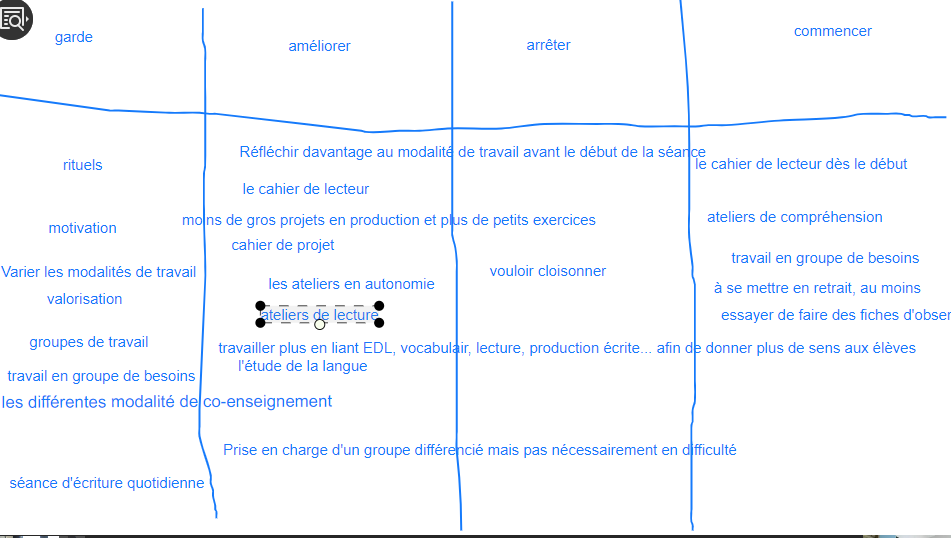 garde
améliorer
arrêter
commencer
rituels
motivation
Varier les modalités de travail
valorisation
groupes de travail
travail en groupe de besoins
les différentes modalité de co-enseignement
séance d'écriture quotidienne
Réfléchir davantage au modalité de travail avant le début de la séance
le cahier de lecteur
moins de gros projets en production et plus de petits exercices
cahier de projet
les ateliers en autonomie
ateliers de lecture
travailler plus en liant EDL, vocabulair, lecture, production écrite... afin de donner plus de sens aux élèves
l'étude de la langue
Prise en charge d'un groupe différencié mais pas nécessairement en difficulté
vouloir cloisonner
le cahier de lecteur dès le début
ateliers de compréhension
travail en groupe de besoins
à se mettre en retrait, au moins
essayer de faire des fiches d'obser